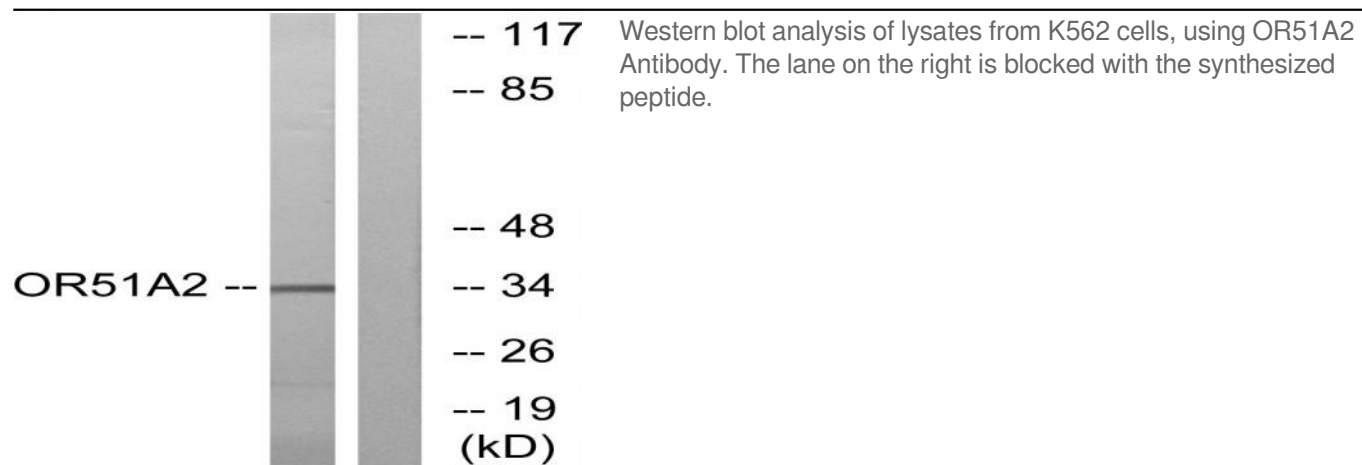 -- 117
-- 85
-- 48
OR51A2 --
-- 34
-- 26
-- 19
(kD)
Western blot analysis of lysates from K562 cells, using OR51A2
Antibody. The lane on the right is blocked with the synthesized
peptide.